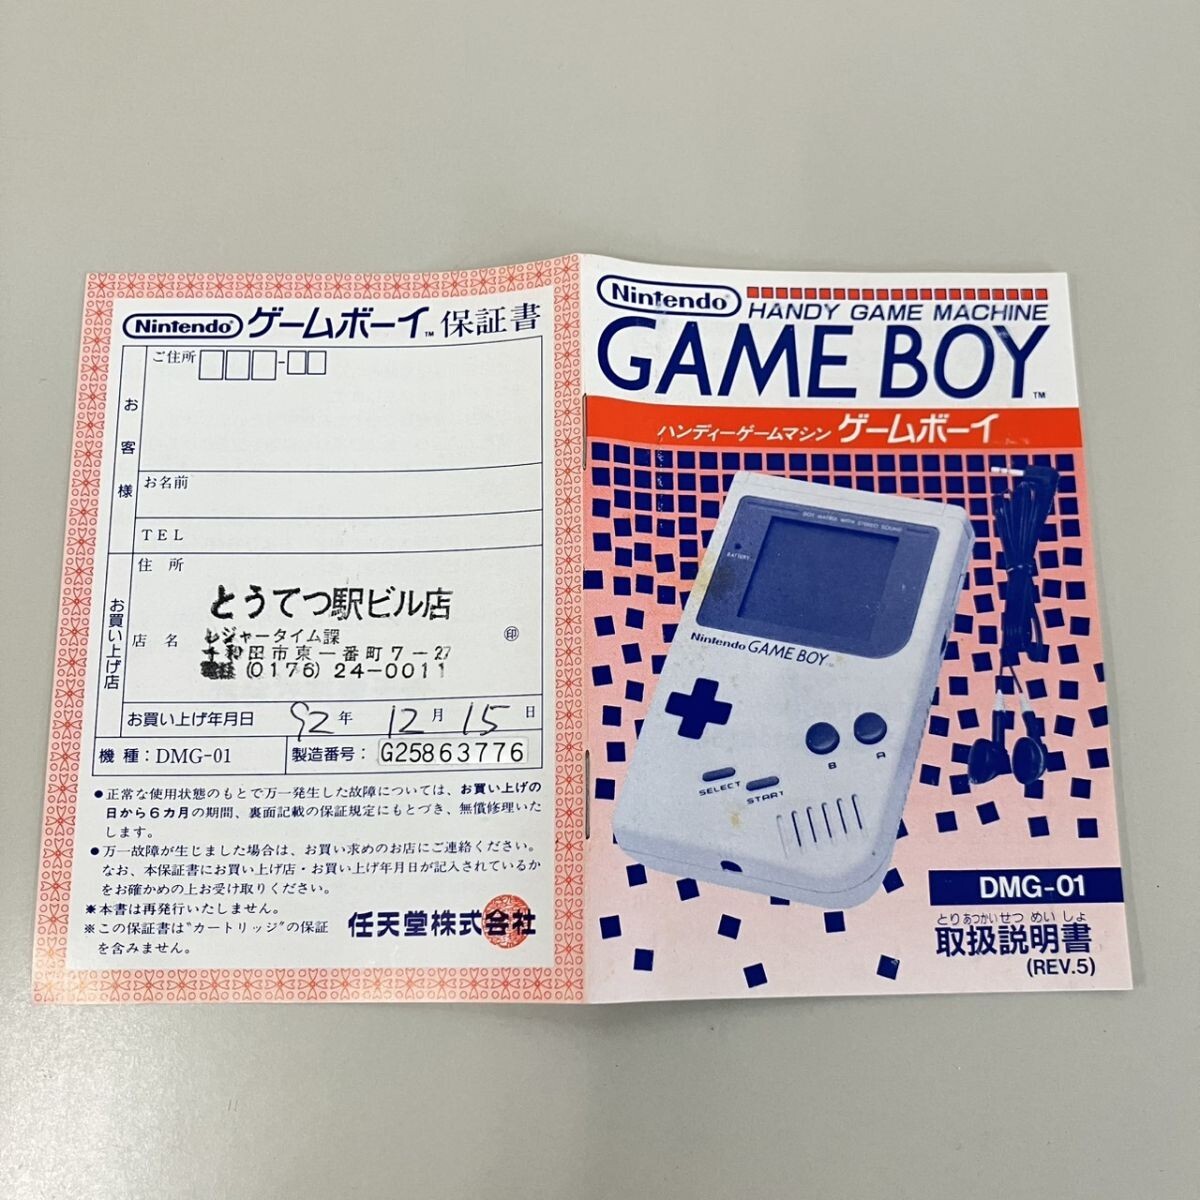 Nintendo ゲームボーイ™ 保証書
お客様
ご住所
お名前
TEL
お買い上げ店
住所
とうてつ駅ビル店
店名
レジャータイム課
印
十和田市東一番町7-27
電話(0176)24-0011
お買い上げ年月日 92年 12月 15日
機種:DMG-01 製造番号:G25863776
●正常な使用状態のもとで万一発生した故障については、お買い上げの
日から6カ月の期間、裏面記載の保証規定にもとづき、無償修理いた
します。
●万一故障が生じました場合は、お買い求めのお店にご連絡ください。
なお、本保証書にお買い上げ店・お買い上げ年月日が記入されているか
をお確かめの上お受け取りください。
※本書は再発行いたしません。
※この保証書は"カートリッジ"の保証
を含みません。
任天堂株式会社
Nintendo
HANDY GAME MACHINE
GAME BOY™
ハンディーゲームマシン ゲームボーイ
DOT MATRIX WITH STEREO SOUND
BATTERY
Nintendo GAME BOY™
B A
SELECT START
DMG-01
とりあつかいせつめいしょ
取扱説明書
(REV.5)